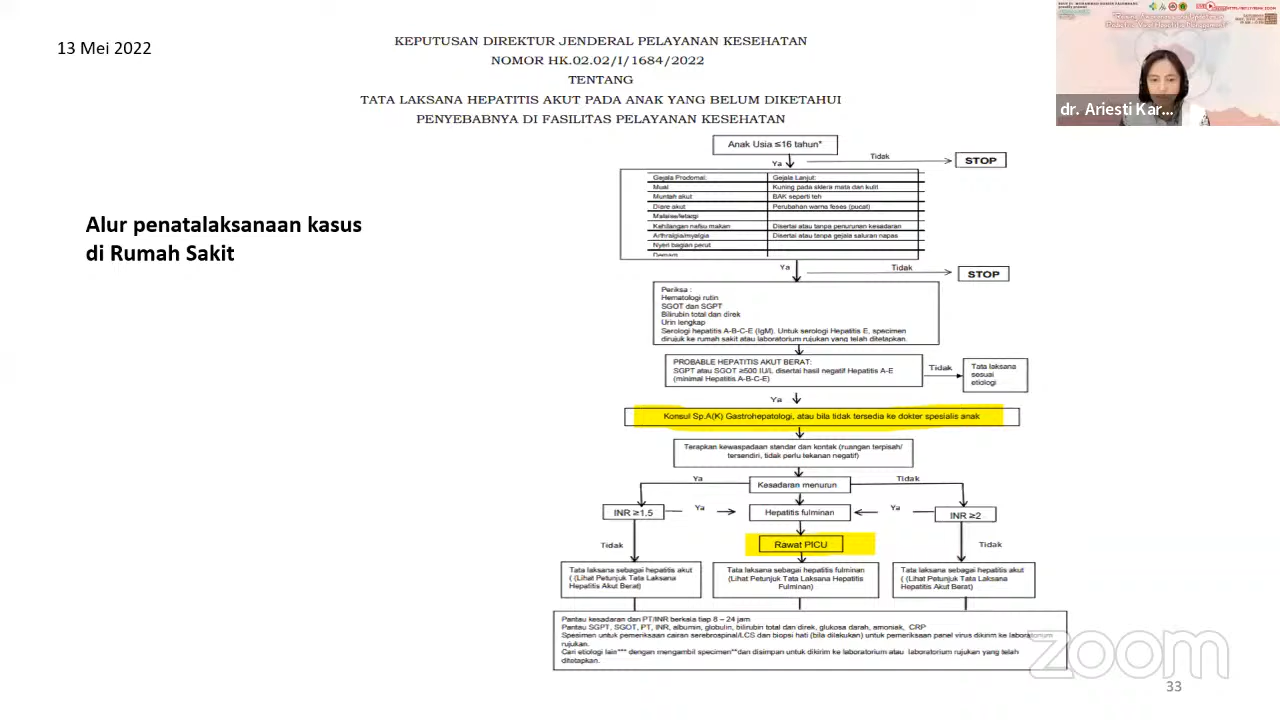 13 Mei 2022
KEPUTUSAN DIREKTUR JENDERAL PELAYANAN KESEHATAN
NOMOR HK.02.02/I/1684/2022
TENTANG
TATA LAKSANA HEPATITIS AKUT PADA ANAK YANG BELUM DIKETAHUI
PENYEBABNYA DI FASILITAS PELAYANAN KESEHATAN
dr. Ariesti Kar...
Alur penatalaksanaan kasus
di Rumah Sakit
Anak Usia ≤16 tahun*
Ya
Tidak
STOP
Gejala Prodomal: Gejala Lanjut:
Mual Kuning pada sklera mata dan kulit
Muntah akut BAK seperti teh
Diare akut Perubahan warna feses (pucat)
Malaise/letargi
Kehilangan nafsu makan Disertai atau tanpa penurunan kesadaran
Arthralgia/myalgia Disertai atau tanpa gejala saluran napas
Nyeri bagian perut
Demam
Ya
Tidak
STOP
Periksa :
Hematologi rutin
SGOT dan SGPT
Bilirubin total dan direk
Urin lengkap
Serologi hepatitis A-B-C-E (IgM). Untuk serologi Hepatitis E, specimen
dirujuk ke rumah sakit atau laboratorium rujukan yang telah ditetapkan.
PROBABLE HEPATITIS AKUT BERAT:
SGPT atau SGOT ≥500 IU/L disertai hasil negatif Hepatitis A-E
(minimal Hepatitis A-B-C-E)
Tidak
Tata laksana
sesuai
etiologi
Ya
Konsul Sp.A(K) Gastrohepatologi, atau bila tidak tersedia ke dokter spesialis anak
Terapkan kewaspadaan standar dan kontak (ruangan terpisah/
tersendiri, tidak perlu tekanan negatif)
Ya
Kesadaran menurun
Tidak
INR ≥1.5
Ya
Hepatitis fulminan
Ya
INR ≥2
Tidak
Rawat PICU
Tidak
Tata laksana sebagai hepatitis akut
( (Lihat Petunjuk Tata Laksana
Hepatitis Akut Berat)
Tata laksana sebagai hepatitis fulminan
(Lihat Petunjuk Tata Laksana Hepatitis
Fulminan)
Tata laksana sebagai hepatitis akut
( (Lihat Petunjuk Tata Laksana
Hepatitis Akut Berat)
Pantau kesadaran dan PT/INR berkala tiap 8 – 24 jam
Pantau SGPT, SGOT, PT, INR, albumin, globulin, bilirubin total dan direk, glukosa darah, amoniak, CRP
Spesimen untuk pemeriksaan cairan serebrospinal/LCS dan biopsi hati (bila dilakukan) untuk pemeriksaan panel virus dikirim ke laboratorium
rujukan.
Cari etiologi lain*** dengan mengambil specimen**dan disimpan untuk dikirim ke laboratorium atau laboratorium rujukan yang telah
ditetapkan.
zoom
33